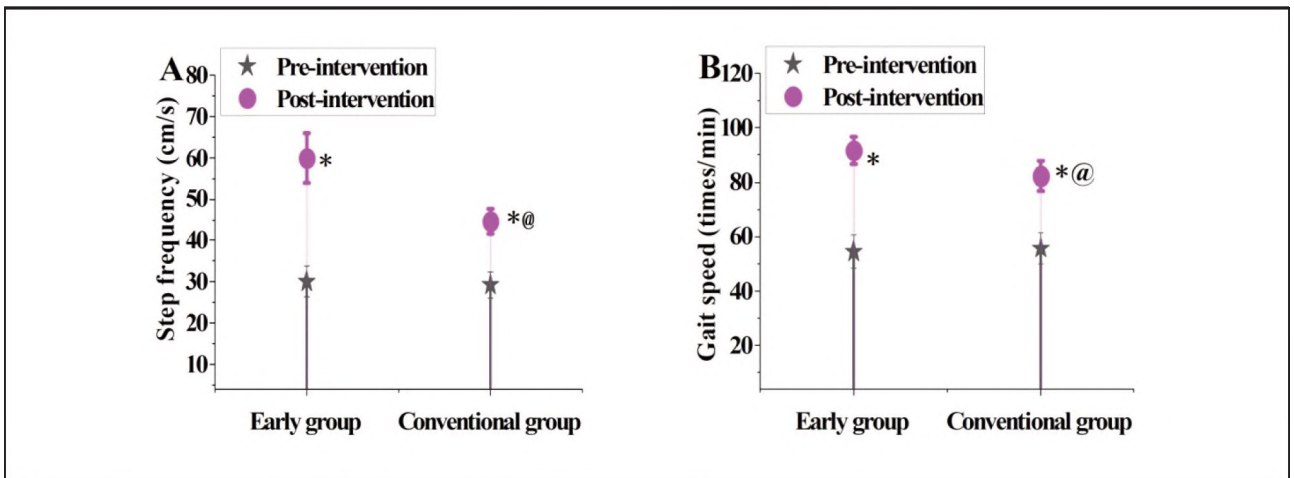 A
Pre-intervention
Post-intervention
Step frequency (cm/s)
80
70
60
50
40
30
20
10
*
*@
Early group Conventional group
B
Pre-intervention
Post-intervention
Gait speed (times/min)
120
100
80
60
40
20
*
*@
Early group Conventional group